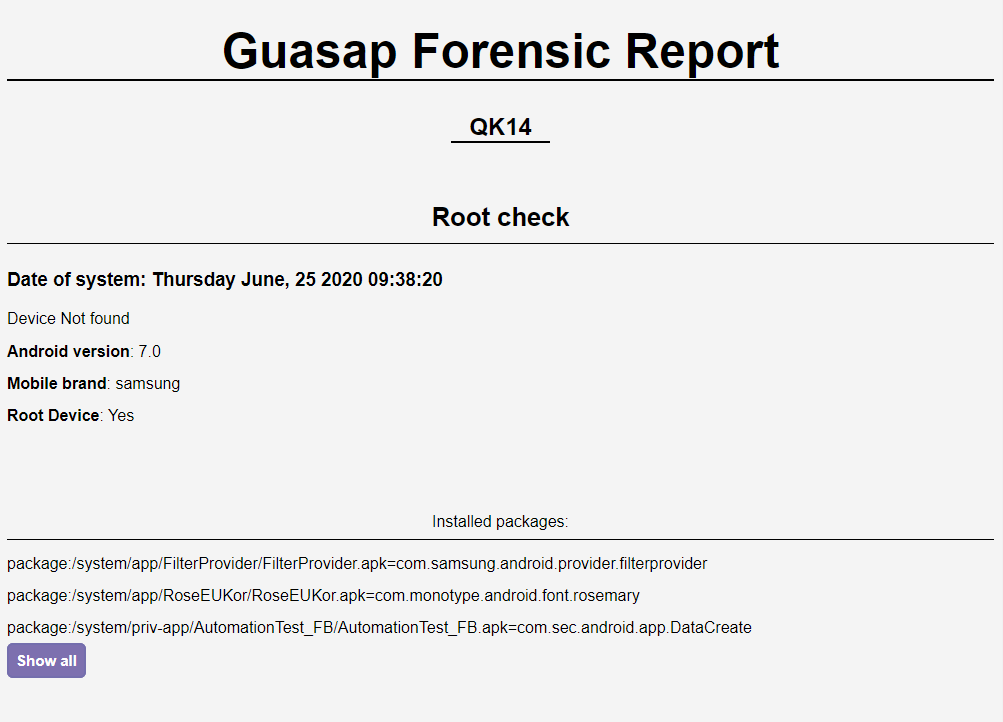 Guasap Forensic Report
QK14
Root check
Date of system: Thursday June, 25 2020 09:38:20
Device Not found
Android version: 7.0
Mobile brand: samsung
Root Device: Yes
Installed packages:
package:/system/app/FilterProvider/FilterProvider.apk=com.samsung.android.provider.filterprovider
package:/system/app/RoseEUKor/RoseEUKor.apk=com.monotype.android.font.rosemary
package:/system/priv-app/AutomationTest_FB/AutomationTest_FB.apk=com.sec.android.app.DataCreate
Show all